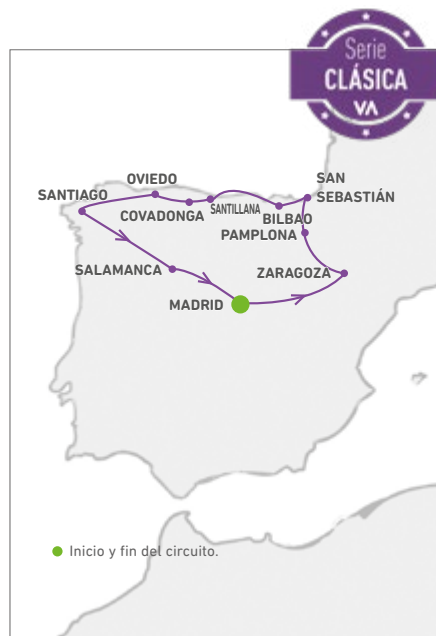 Serie
CLÁSICA
VA
OVIEDO
SAN
SEBASTIÁN
SANTIAGO
COVADONGA
SANTILLANA
BILBAO
PAMPLONA
SALAMANCA
ZARAGOZA
MADRID
Inicio y fin del circuito.